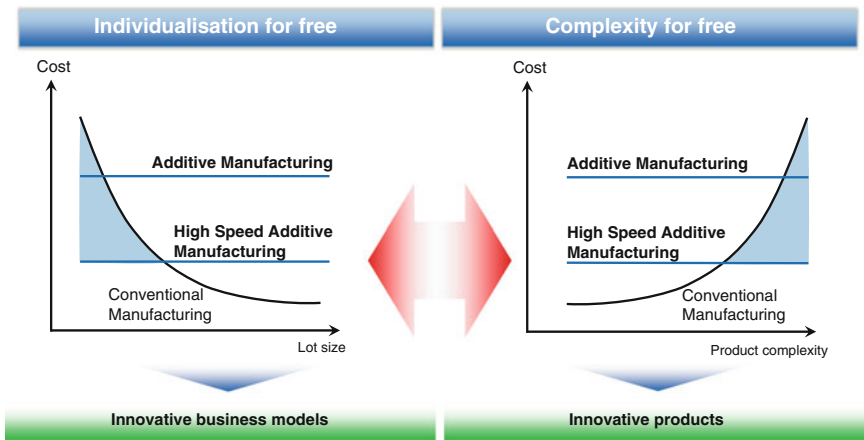 Individualisation for free
Cost
Additive Manufacturing
High Speed Additive
Manufacturing
Conventional
Manufacturing
Lot size
Innovative business models
Complexity for free
Cost
Additive Manufacturing
High Speed Additive
Manufacturing
Conventional
Manufacturing
Product complexity
Innovative products